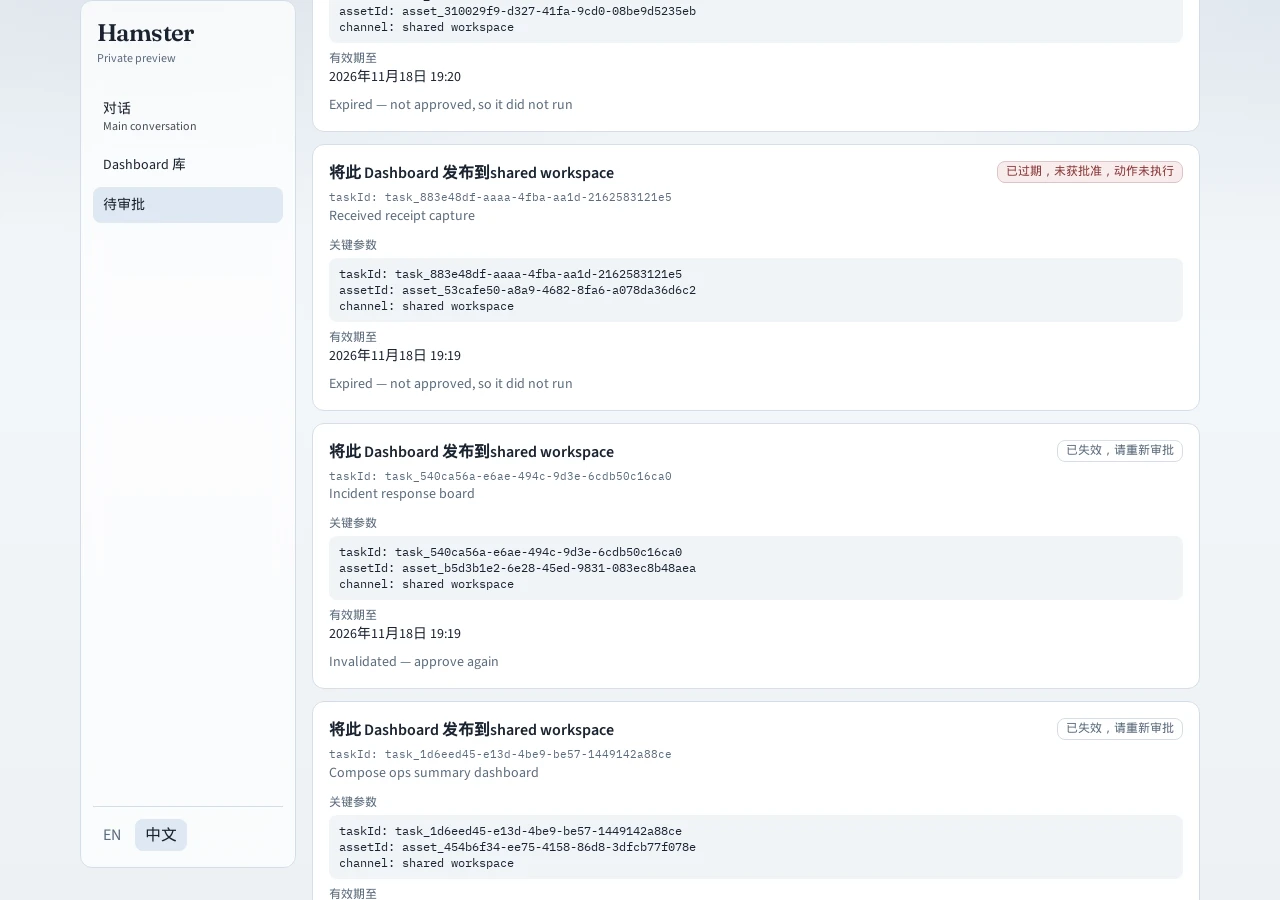 Hamster
Private preview
对话
Main conversation
Dashboard 库
待审批
EN
中文
assetId: asset_310029f9-d327-41fa-9cd0-08be9d5235eb
channel: shared workspace
有效期至
2026年11月18日 19:20
Expired — not approved, so it did not run
将此 Dashboard 发布到shared workspace
已过期，未获批准，动作未执行
taskId: task_883e48df-aaaa-4fba-aa1d-2162583121e5
Received receipt capture
关键参数
taskId: task_883e48df-aaaa-4fba-aa1d-2162583121e5
assetId: asset_53cafe50-a8a9-4682-8fa6-a078da36d6c2
channel: shared workspace
有效期至
2026年11月18日 19:19
Expired — not approved, so it did not run
将此 Dashboard 发布到shared workspace
已失效，请重新审批
taskId: task_540ca56a-e6ae-494c-9d3e-6cdb50c16ca0
Incident response board
关键参数
taskId: task_540ca56a-e6ae-494c-9d3e-6cdb50c16ca0
assetId: asset_b5d3b1e2-6e28-45ed-9831-083ec8b48aea
channel: shared workspace
有效期至
2026年11月18日 19:19
Invalidated — approve again
将此 Dashboard 发布到shared workspace
已失效，请重新审批
taskId: task_1d6eed45-e13d-4be9-be57-1449142a88ce
Compose ops summary dashboard
关键参数
taskId: task_1d6eed45-e13d-4be9-be57-1449142a88ce
assetId: asset_454b6f34-ee75-4158-86d8-3dfcb77f078e
channel: shared workspace
有效期至